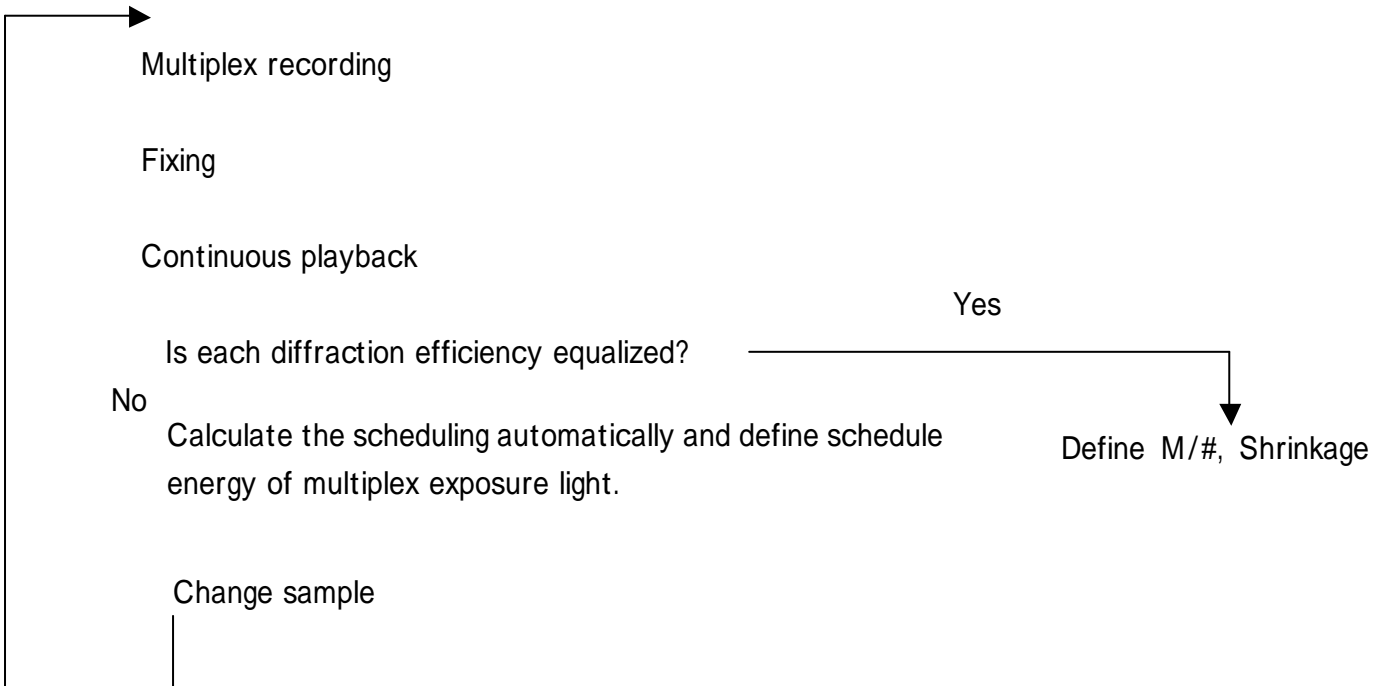 Multiplex recording
Fixing
Continuous playback
Yes
Is each diffraction efficiency equalized?
No
Calculate the scheduling automatically and define schedule
energy of multiplex exposure light.
Define M/#, Shrinkage
Change sample